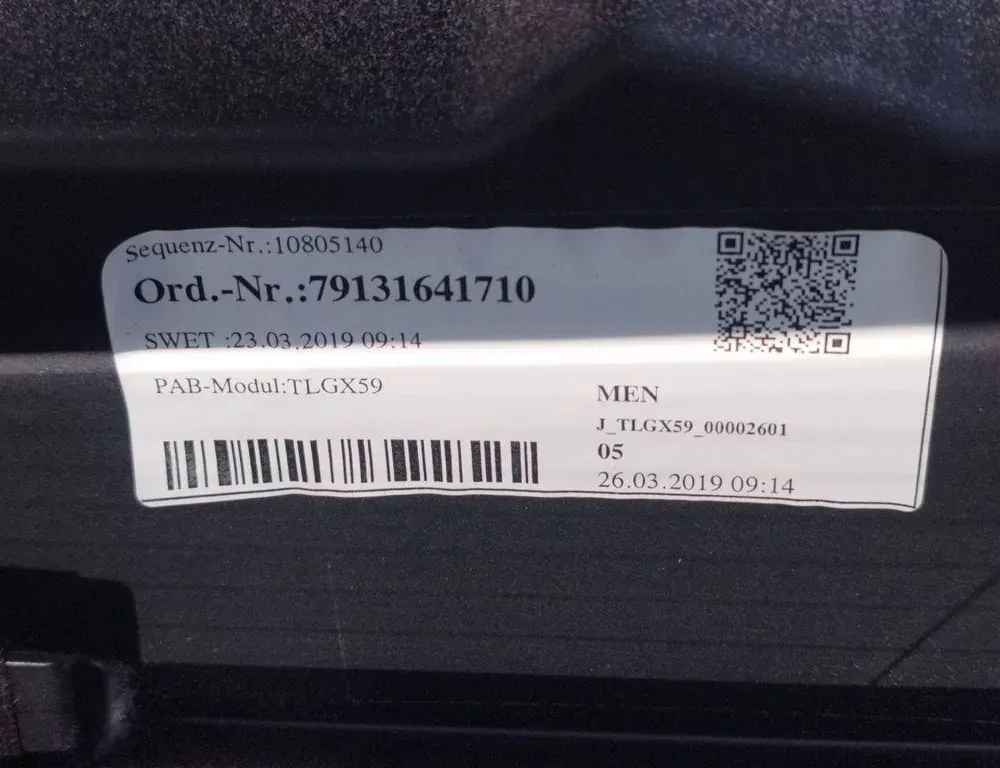 Sequenz-Nr.:10805140
Ord.-Nr.:79131641710
SWET :23.03.2019 09:14
PAB-Modul:TLGX59
MEN
J_TLGX59_00002601
05
26.03.2019 09:14